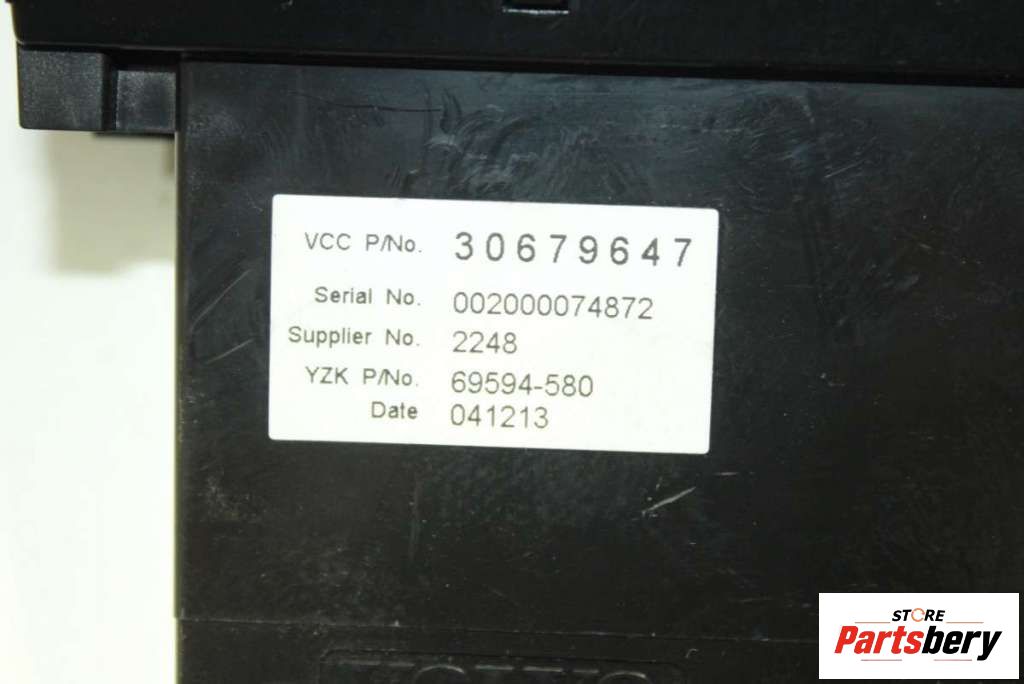 VCC P/No. 30679647
Serial No. 002000074872
Supplier No. 2248
YZK P/No. 69594-580
Date 041213
STORE
Partsbery